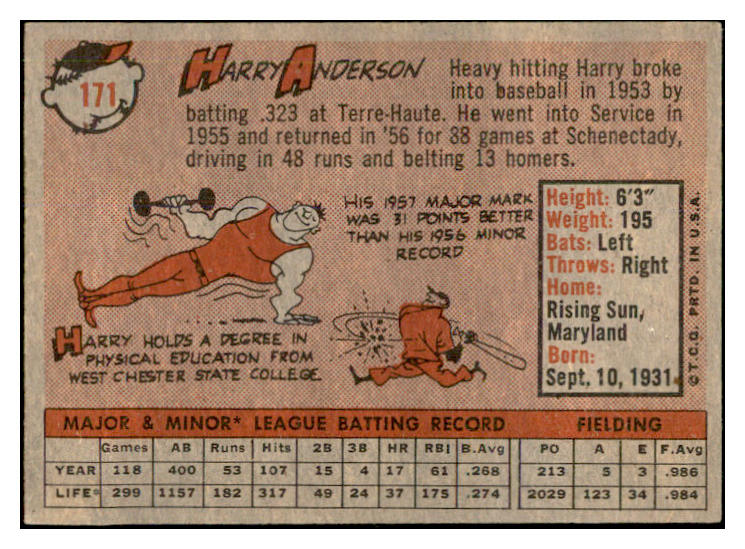 171
HARRY ANDERSON
Heavy hitting Harry broke
into baseball in 1953 by
batting .323 at Terre-Haute. He went into Service in
1955 and returned in '56 for 38 games at Schenectady,
driving in 48 runs and belting 13 homers.
HIS 1957 MAJOR MARK
WAS 31 POINTS BETTER
THAN HIS 1956 MINOR
RECORD
HARRY HOLDS A DEGREE IN
PHYSICAL EDUCATION FROM
WEST CHESTER STATE COLLEGE.
Height: 6'3"
Weight: 195
Bats: Left
Throws: Right
Home:
Rising Sun,
Maryland
Born:
Sept. 10, 1931
© T.C.G. PRTD. IN U.S.A.
MAJOR & MINOR* LEAGUE BATTING RECORD FIELDING
Games AB Runs Hits 2B 3B HR RBI B.Avg PO A E F.Avg
YEAR 118 400 53 107 15 4 17 61 .268 213 5 3 .986
LIFE* 299 1157 182 317 49 24 37 175 .274 2029 123 34 .984